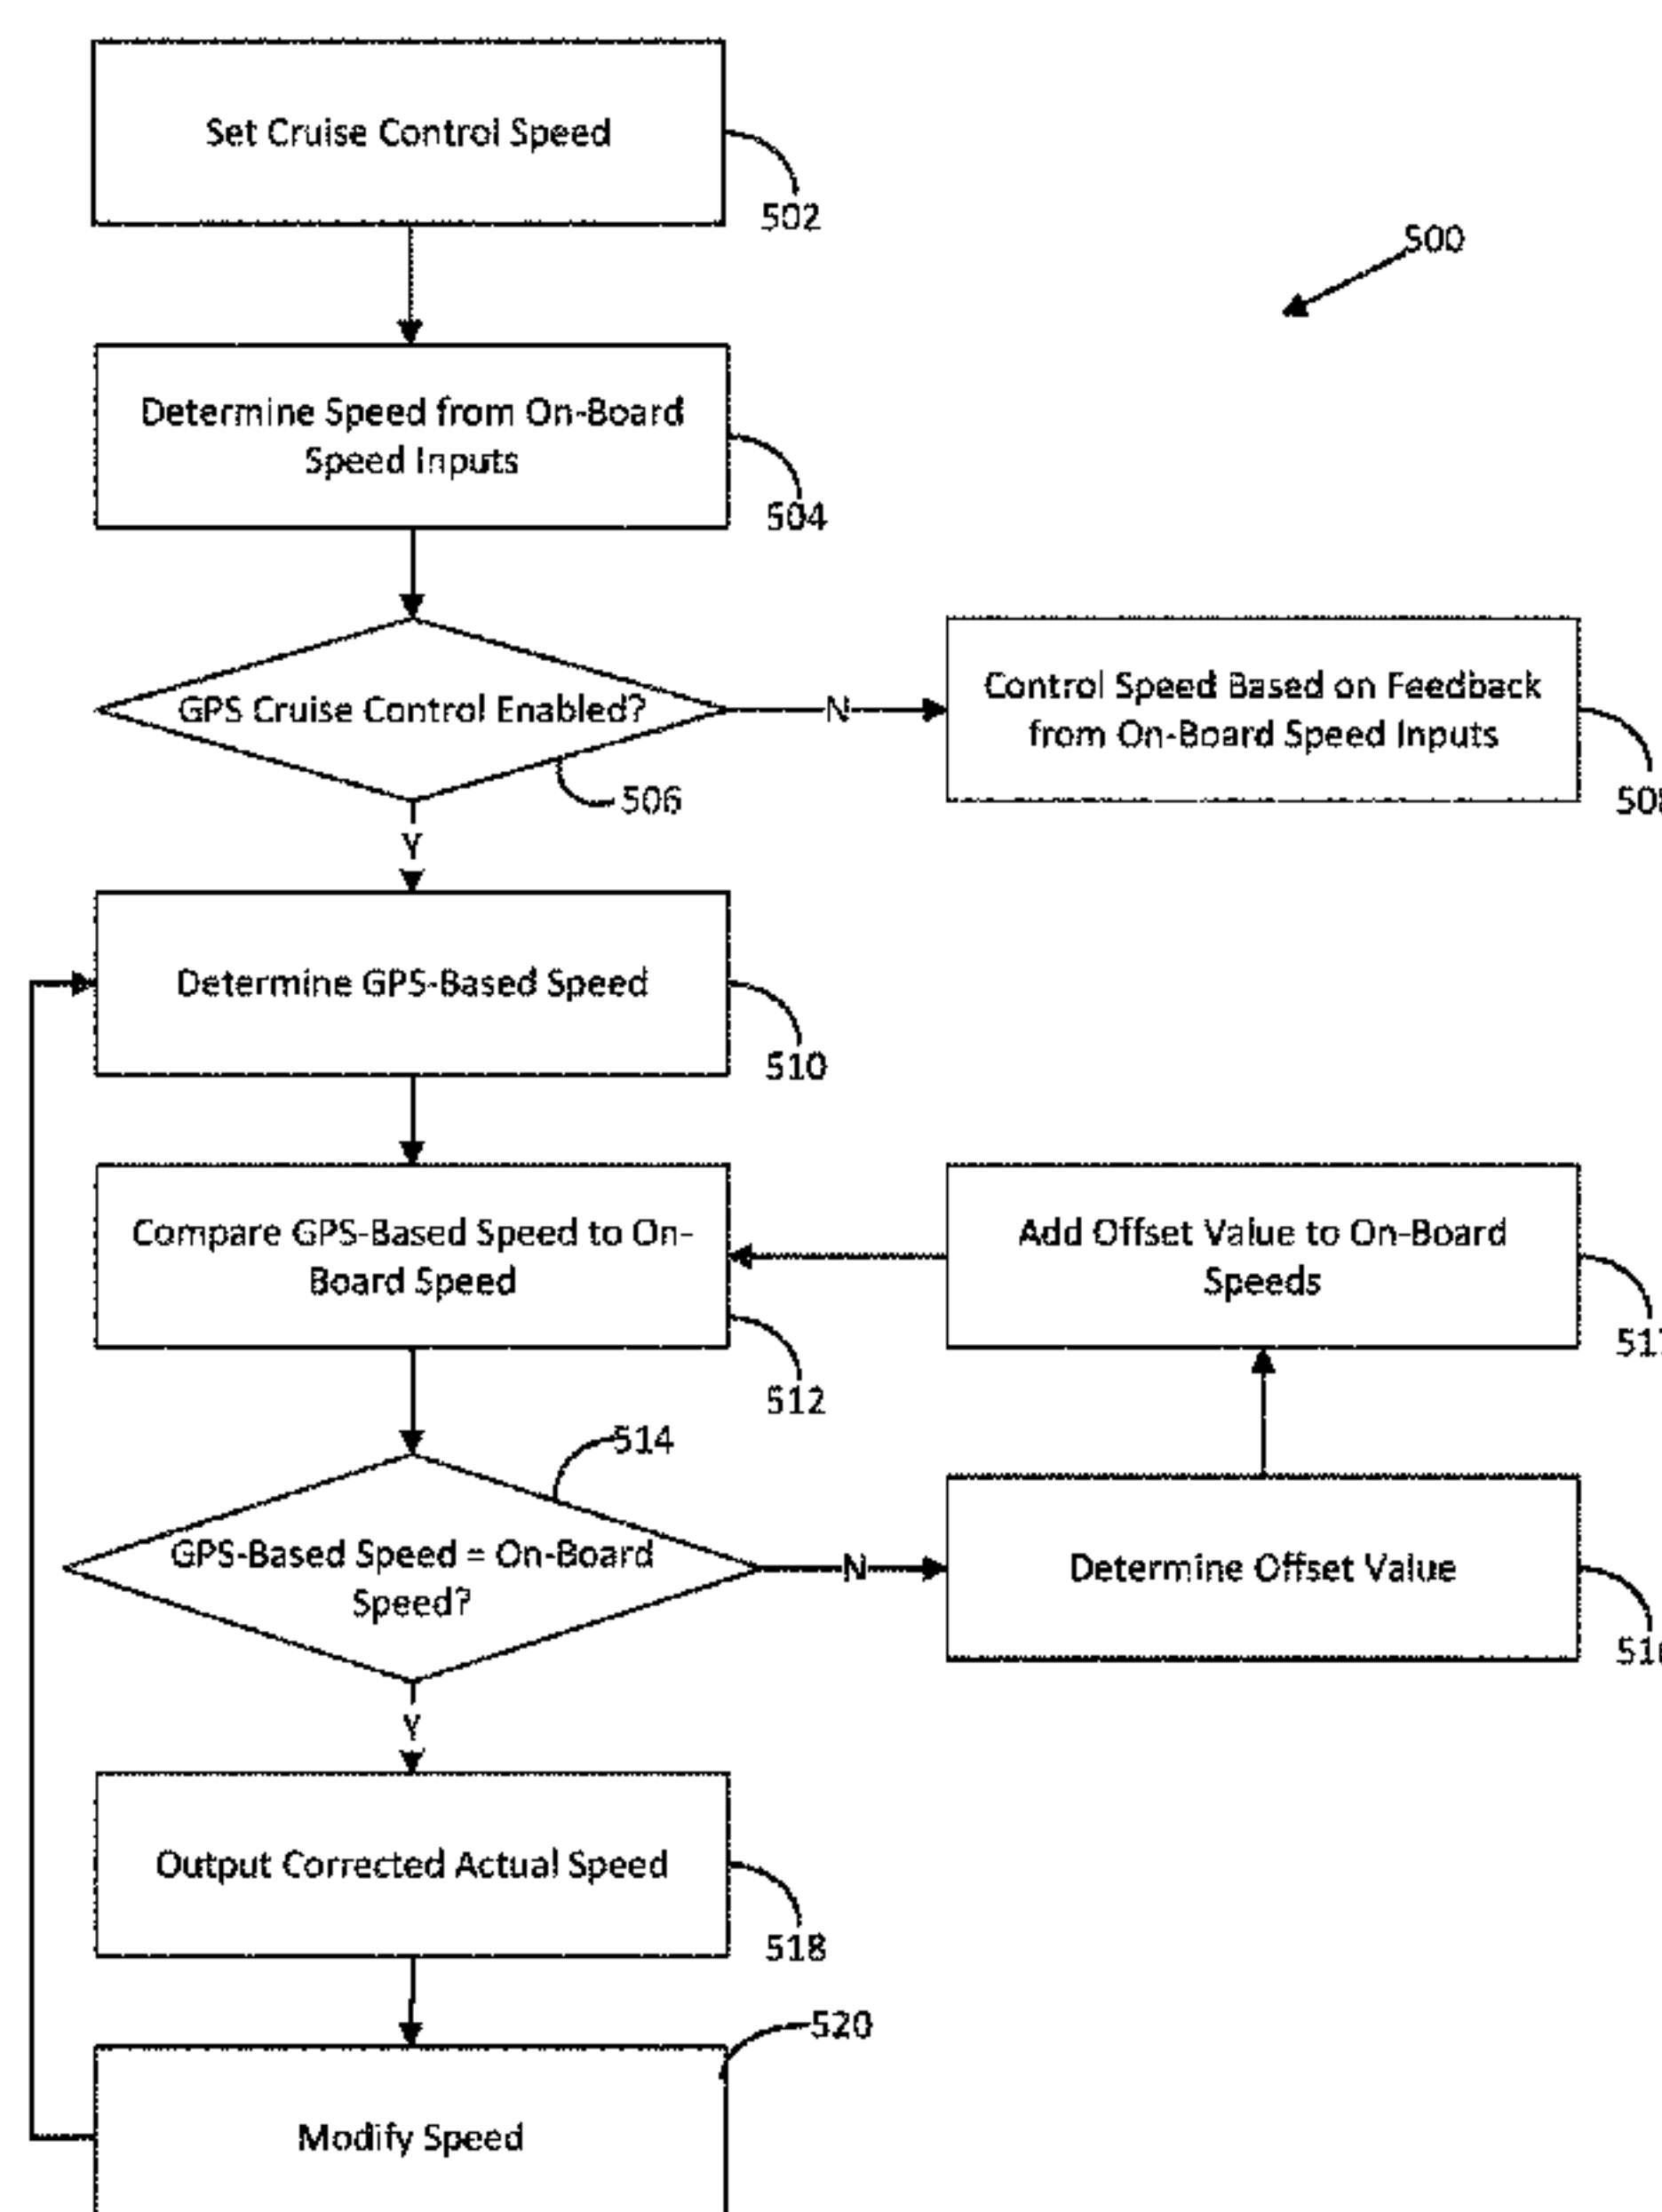 Set Cruise Control Speed
502
500
Determine Speed from On-Board
Speed Inputs
504
GPS Cruise Control Enabled?
N
Control Speed Based on Feedback
from On-Board Speed Inputs
506
Y
Determine GPS-Based Speed
510
Compare GPS-Based Speed to On-
Board Speed
512
Add Offset Value to On-Board
Speeds
514
GPS-Based Speed = On-Board
Speed?
N
Determine Offset Value
Y
Output Corrected Actual Speed
518
520
Modify Speed